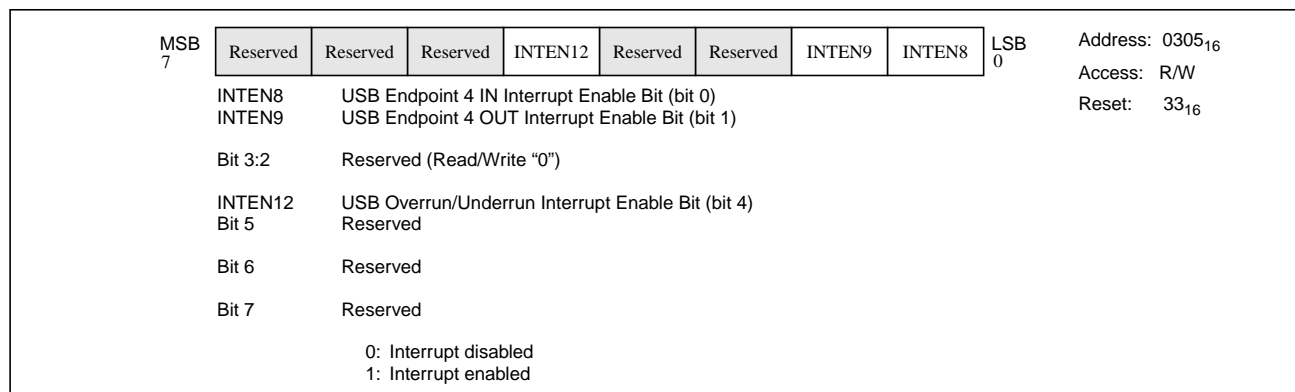 MSB 7 Reserved Reserved Reserved INTEN12 Reserved Reserved INTEN9 INTEN8 LSB 0
Address: 0305₁₆
Access: R/W
Reset: 33₁₆
INTEN8 USB Endpoint 4 IN Interrupt Enable Bit (bit 0)
INTEN9 USB Endpoint 4 OUT Interrupt Enable Bit (bit 1)
Bit 3:2 Reserved (Read/Write “0”)
INTEN12 USB Overrun/Underrun Interrupt Enable Bit (bit 4)
Bit 5 Reserved
Bit 6 Reserved
Bit 7 Reserved
0: Interrupt disabled
1: Interrupt enabled